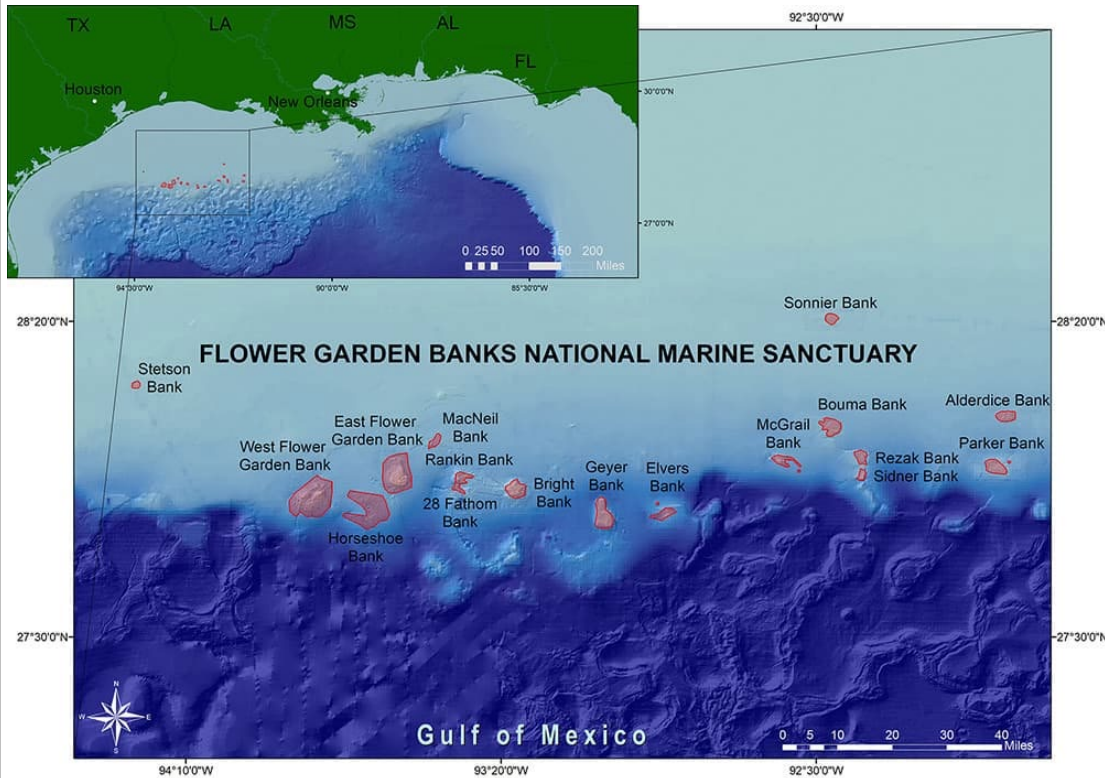 TX
LA
MS
AL
FL
Houston
New Orleans
30°0'0"N
27°0'0"N
0 25 50 100 150 200
Miles
94°30'0"W
90°0'0"W
85°30'0"W
92°30'0"W
28°20'0"N
28°20'0"N
Sonnier Bank
FLOWER GARDEN BANKS NATIONAL MARINE SANCTUARY
Stetson
Bank
West Flower
Garden Bank
East Flower
Garden Bank
MacNeil
Bank
Rankin Bank
28 Fathom
Bank
Horseshoe
Bank
Bright
Bank
Geyer
Bank
Elvers
Bank
McGrail
Bank
Bouma Bank
Rezak Bank
Sidner Bank
Alderdice Bank
Parker Bank
27°30'0"N
27°30'0"N
N
W
E
S
Gulf of Mexico
0 5 10 20 30 40
Miles
94°10'0"W
93°20'0"W
92°30'0"W